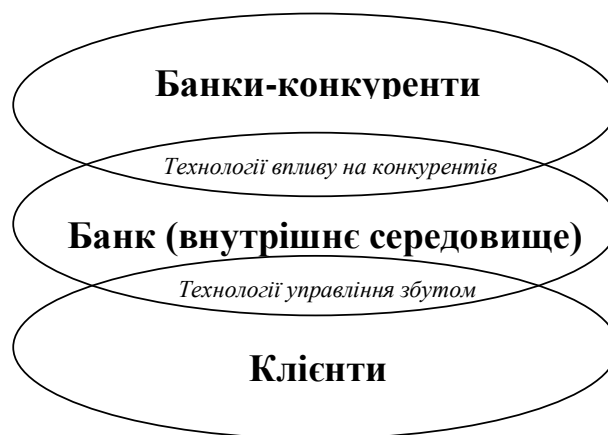 Банки-конкуренти
Технології впливу на конкурентів
Банк (внутрішнє середовище)
Технології управління збутом
Клієнти